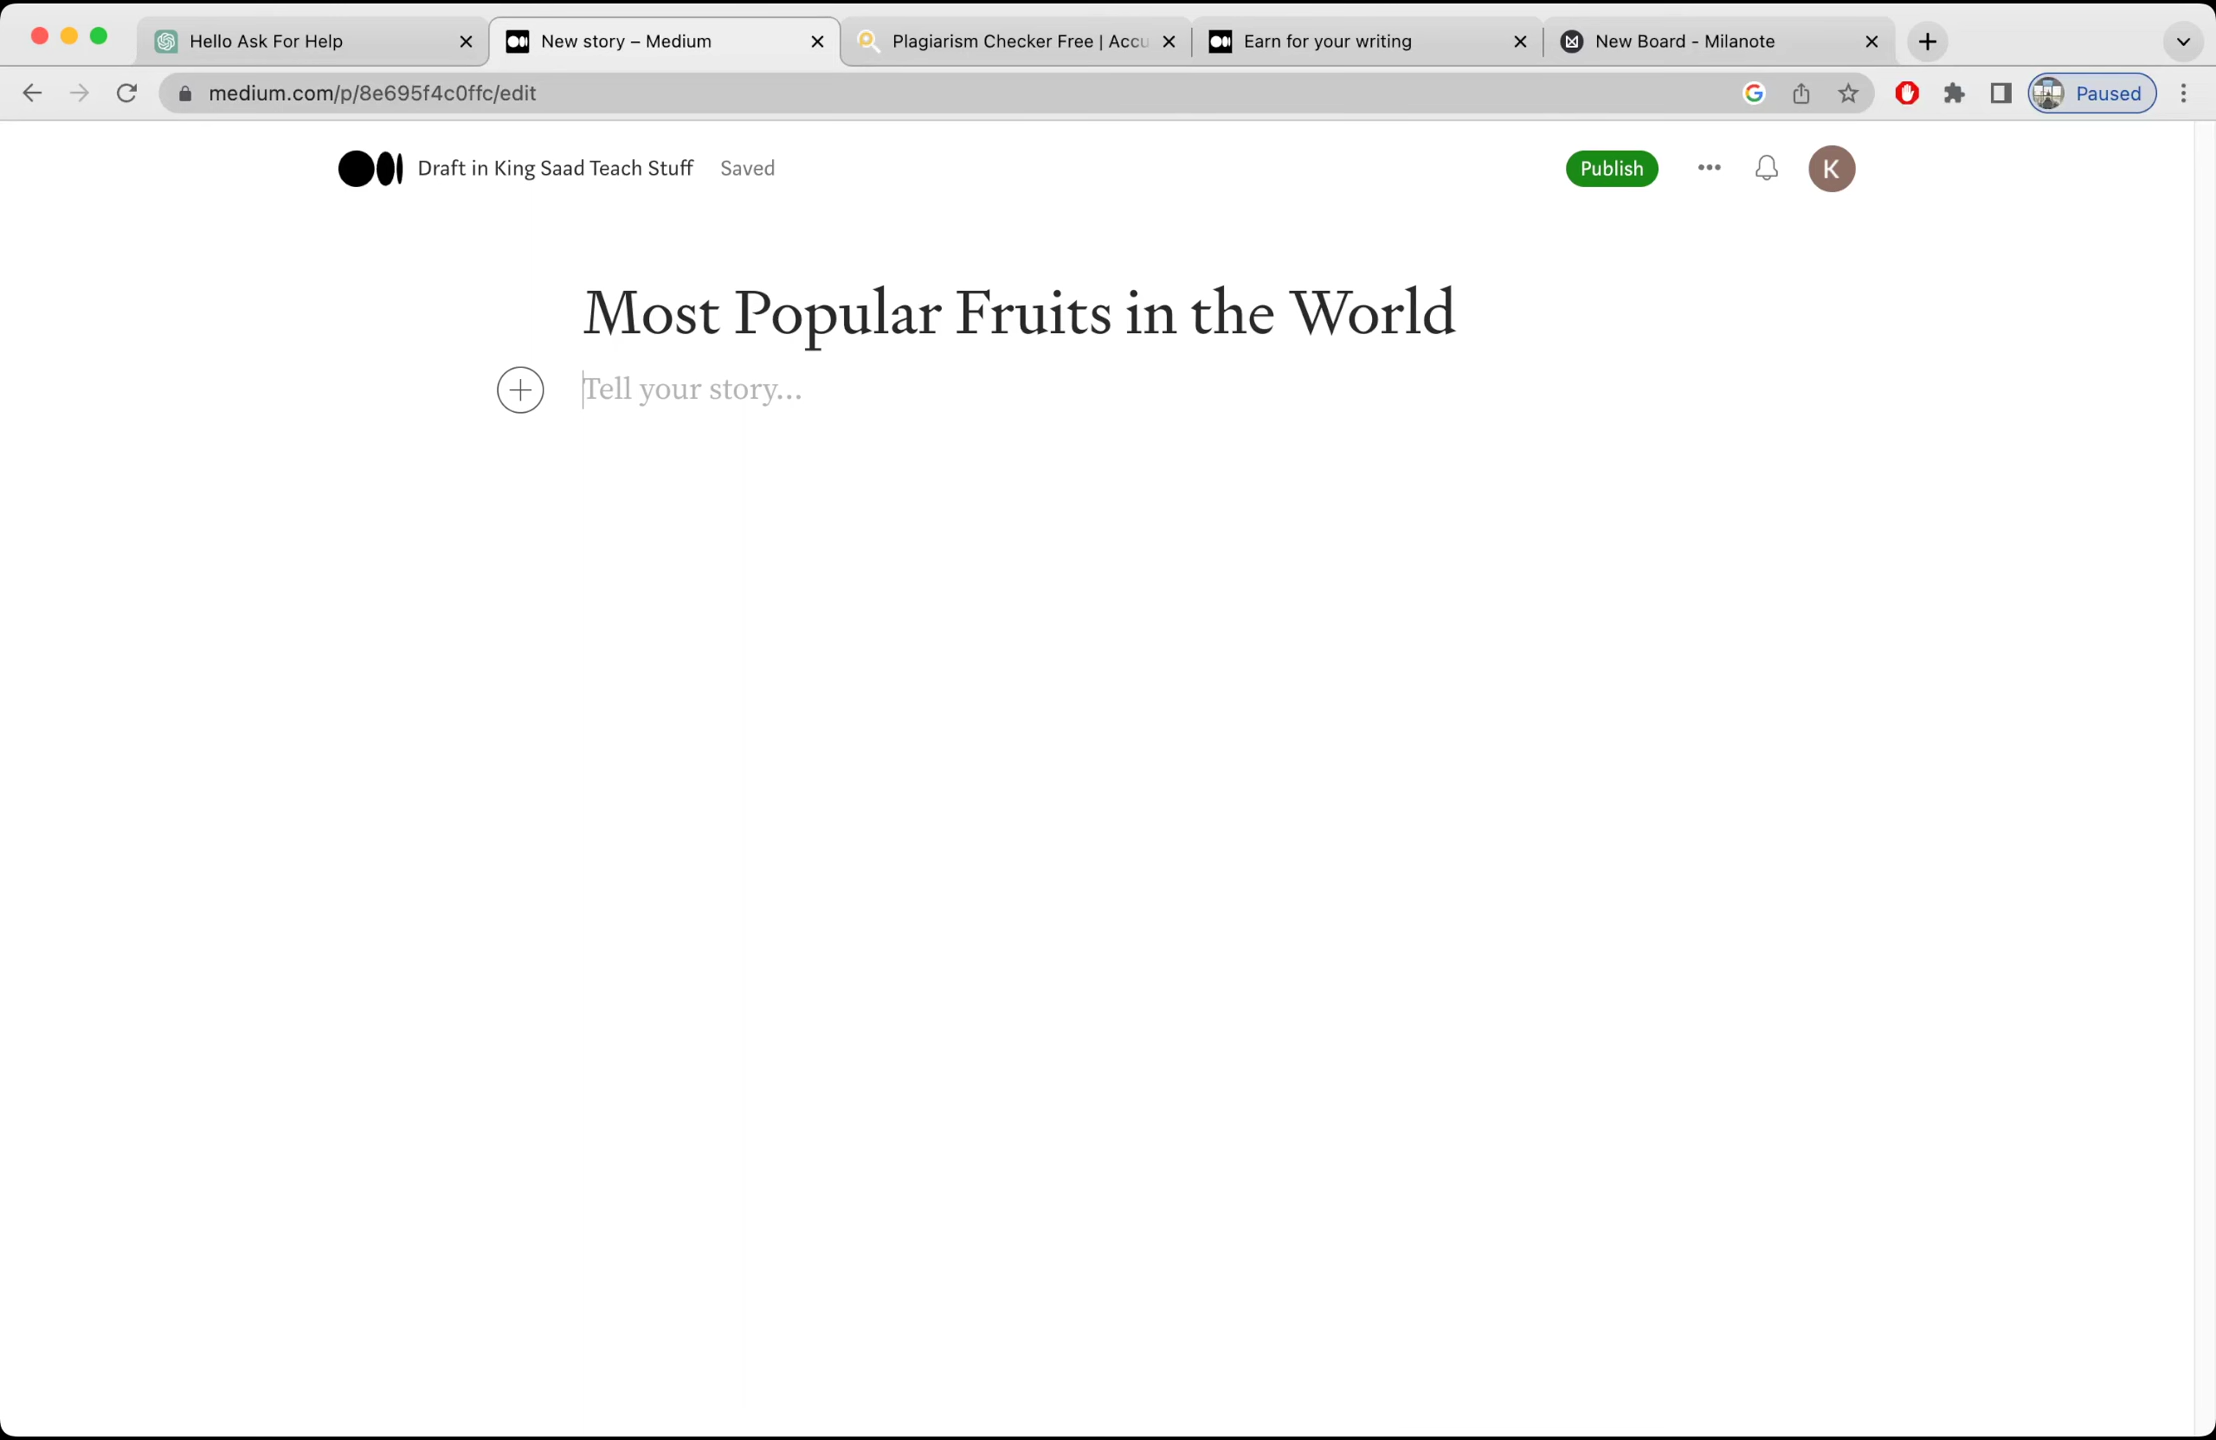 Hello Ask For Help
New story – Medium
Plagiarism Checker Free | Accu
Earn for your writing
New Board - Milanote
medium.com/p/8e695f4c0ffc/edit
Paused
Draft in King Saad Teach Stuff Saved
Publish
K
Most Popular Fruits in the World
Tell your story...